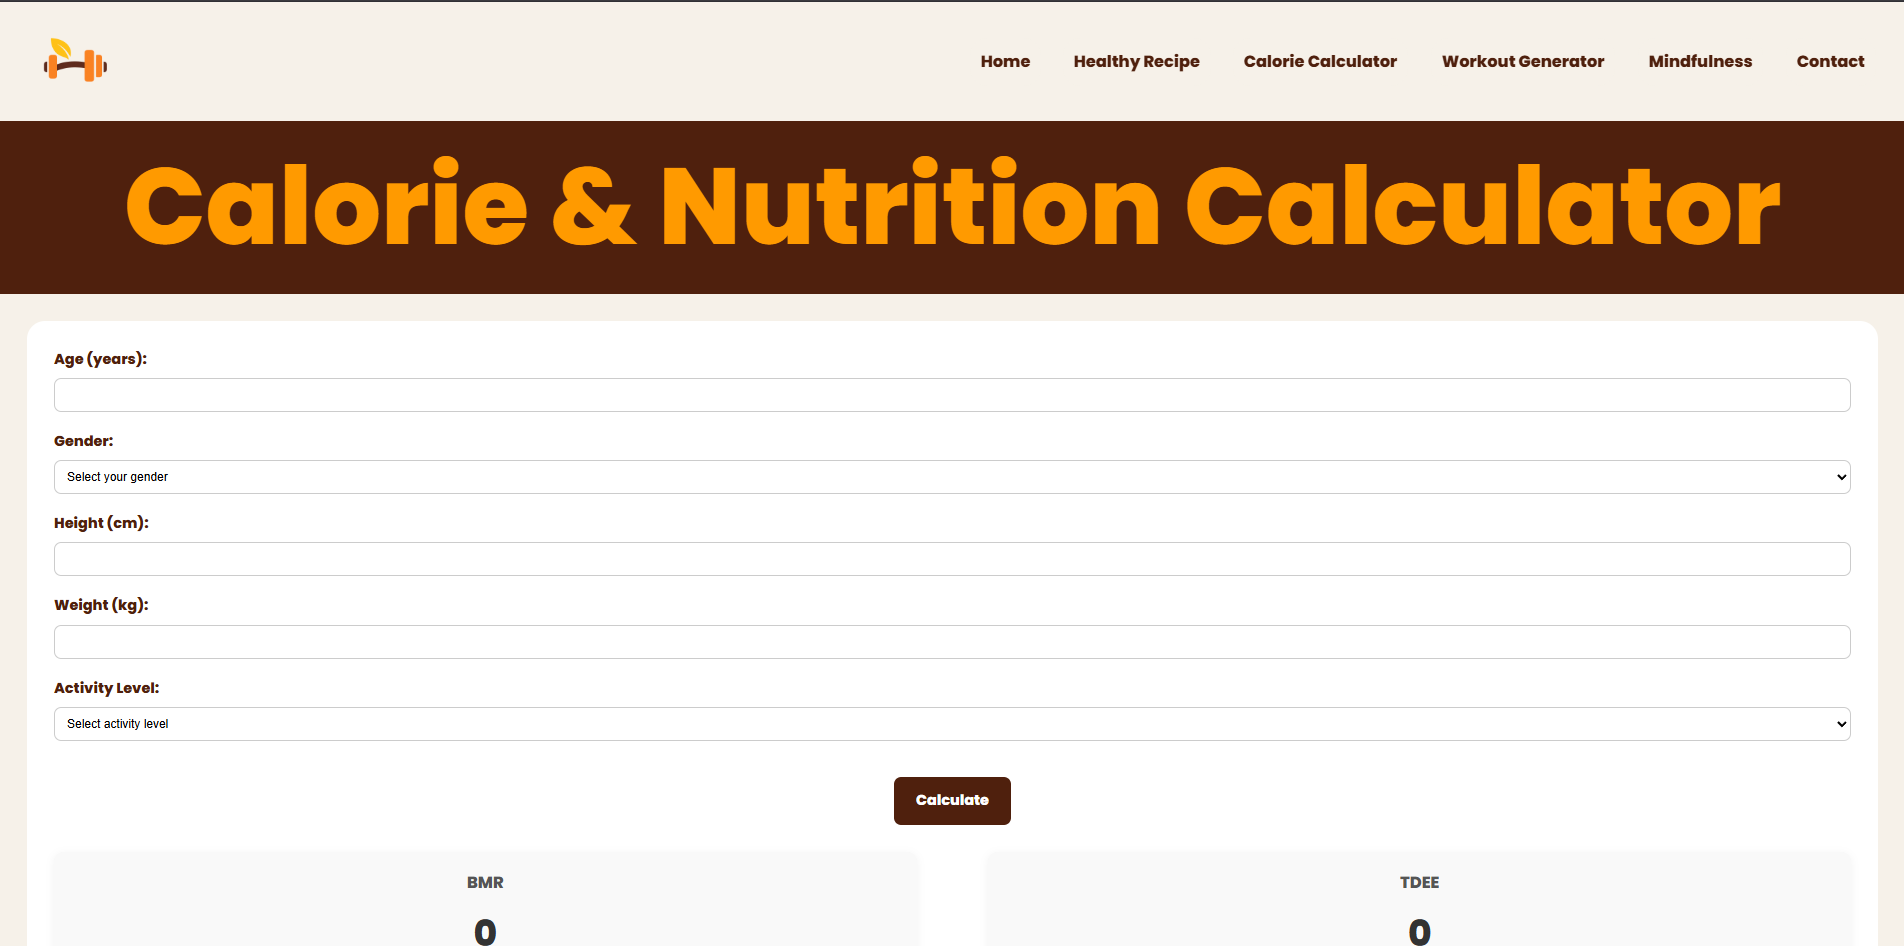 Home Healthy Recipe Calorie Calculator Workout Generator Mindfulness Contact
Calorie & Nutrition Calculator
Age (years):
Gender:
Select your gender
Height (cm):
Weight (kg):
Activity Level:
Select activity level
Calculate
BMR
0
TDEE
0